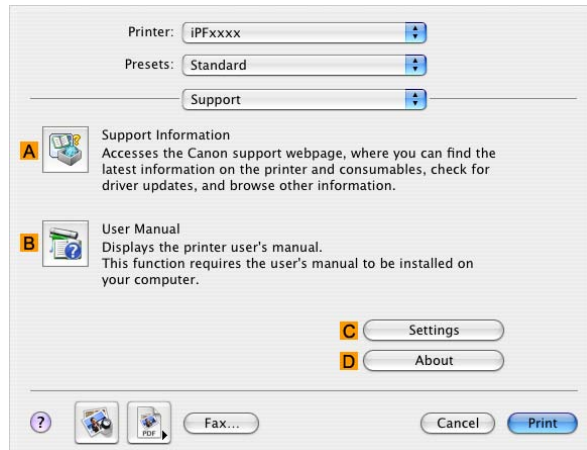 Printer: iPFxxxx
Presets: Standard
Support
A
Support Information
Accesses the Canon support webpage, where you can find the
latest information on the printer and consumables, check for
driver updates, and browse other information.
B
User Manual
Displays the printer user's manual.
This function requires the user's manual to be installed on
your computer.
C Settings
D About
? PDF Fax... Cancel Print